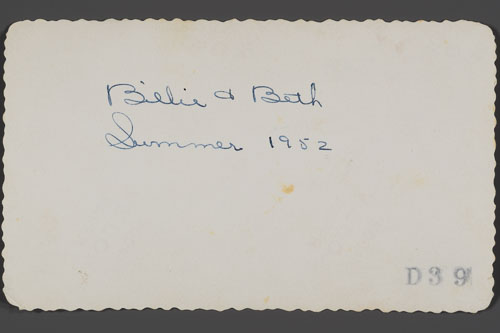 Billie & Beth
Summer 1952
D39